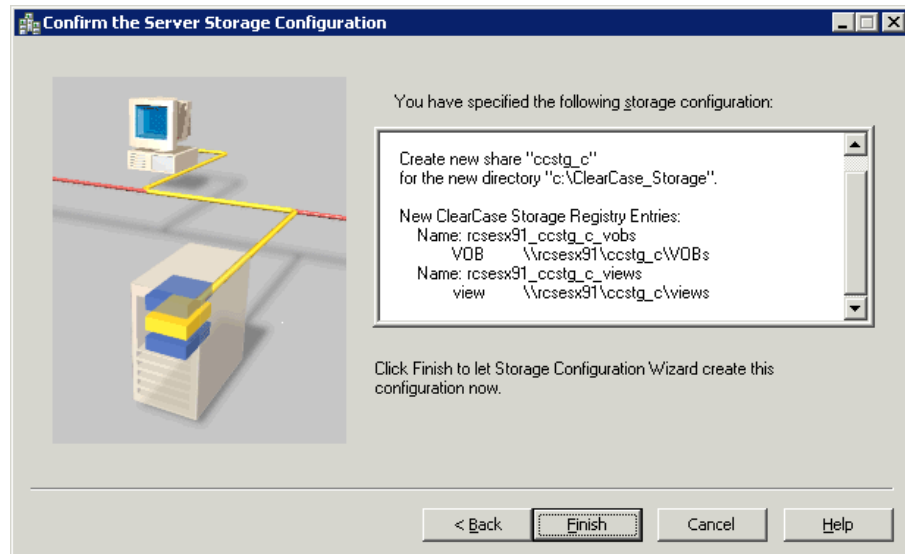 Confirm the Server Storage Configuration
You have specified the following storage configuration:
Create new share "ccstg_c"
for the new directory "c:\ClearCase_Storage".
New ClearCase Storage Registry Entries:
Name: rcsesx91_ccstg_c_vobs
VOB \\rcsesx91\ccstg_c\VOBs
Name: rcsesx91_ccstg_c_views
view \\rcsesx91\ccstg_c\views
Click Finish to let Storage Configuration Wizard create this
configuration now.
< Back Finish Cancel Help